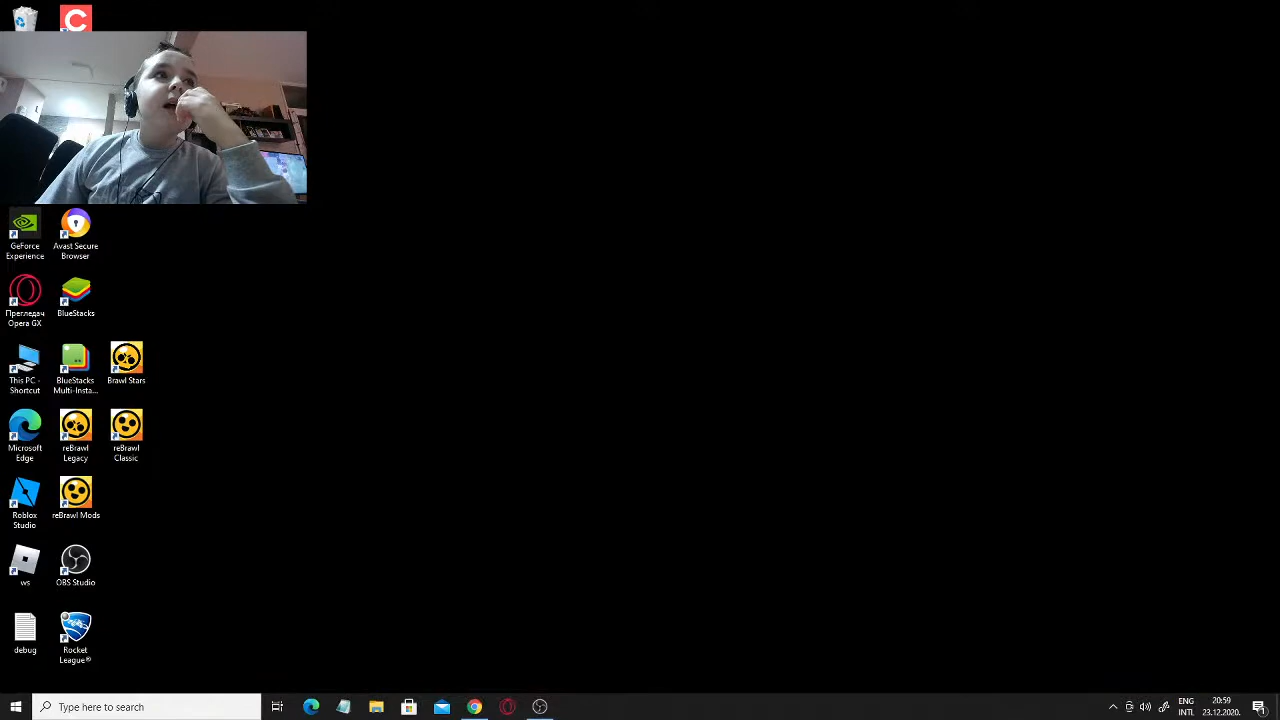 GeForce
Experience
Avast Secure
Browser
Прегледач
Opera GX
BlueStacks
This PC -
Shortcut
BlueStacks
Multi-Insta...
Brawl Stars
Microsoft
Edge
reBrawl
Legacy
reBrawl
Classic
Roblox
Studio
reBrawl Mods
ws
OBS Studio
debug
Rocket
League®
Type here to search
ENG
INTL
20:59
23.12.2020.